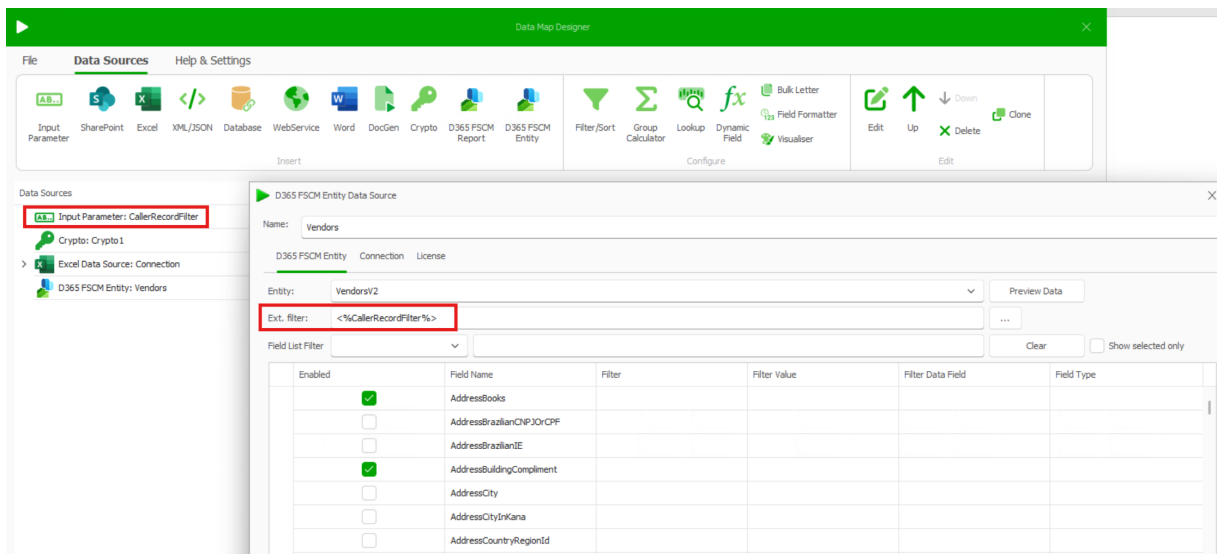 Data Map Designer
File Data Sources Help & Settings
AB.. S X </> W fx Bulk Letter Down
123 Field Formatter Clone
Input Parameter SharePoint Excel XML/JSON Database WebService Word DocGen Crypto D365 FSCM Report D365 FSCM Entity Filter/Sort Group Calculator Lookup Dynamic Field Visualiser Edit Up Delete
Insert Configure Edit
Data Sources
AB.. Input Parameter: CallerRecordFilter
Crypto: Crypto1
X Excel Data Source: Connection
D365 FSCM Entity: Vendors
D365 FSCM Entity Data Source
Name: Vendors
D365 FSCM Entity Connection License
Entity: VendorsV2 Preview Data
Ext. filter: <%CallerRecordFilter%> ...
Field List Filter Clear Show selected only
Enabled Field Name Filter Filter Value Filter Data Field Field Type
AddressBooks
AddressBrazilianCNPJOrCPF
AddressBrazilianIE
AddressBuildingCompliment
AddressCity
AddressCityInKana
AddressCountryRegionId